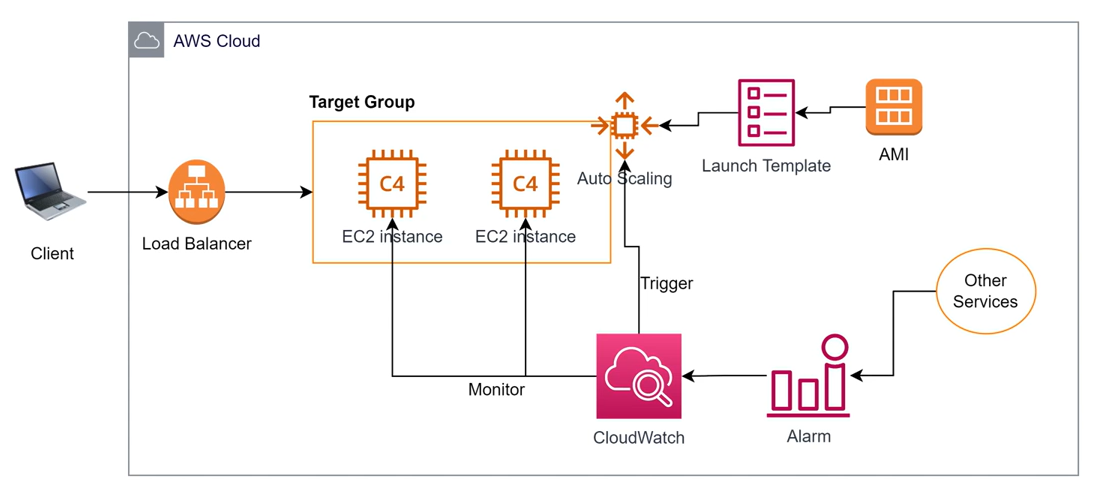 AWS Cloud
Target Group
C4
C4
EC2 instance
EC2 instance
Auto Scaling
Launch Template
AMI
Client
Load Balancer
Trigger
Other
Services
Monitor
CloudWatch
Alarm